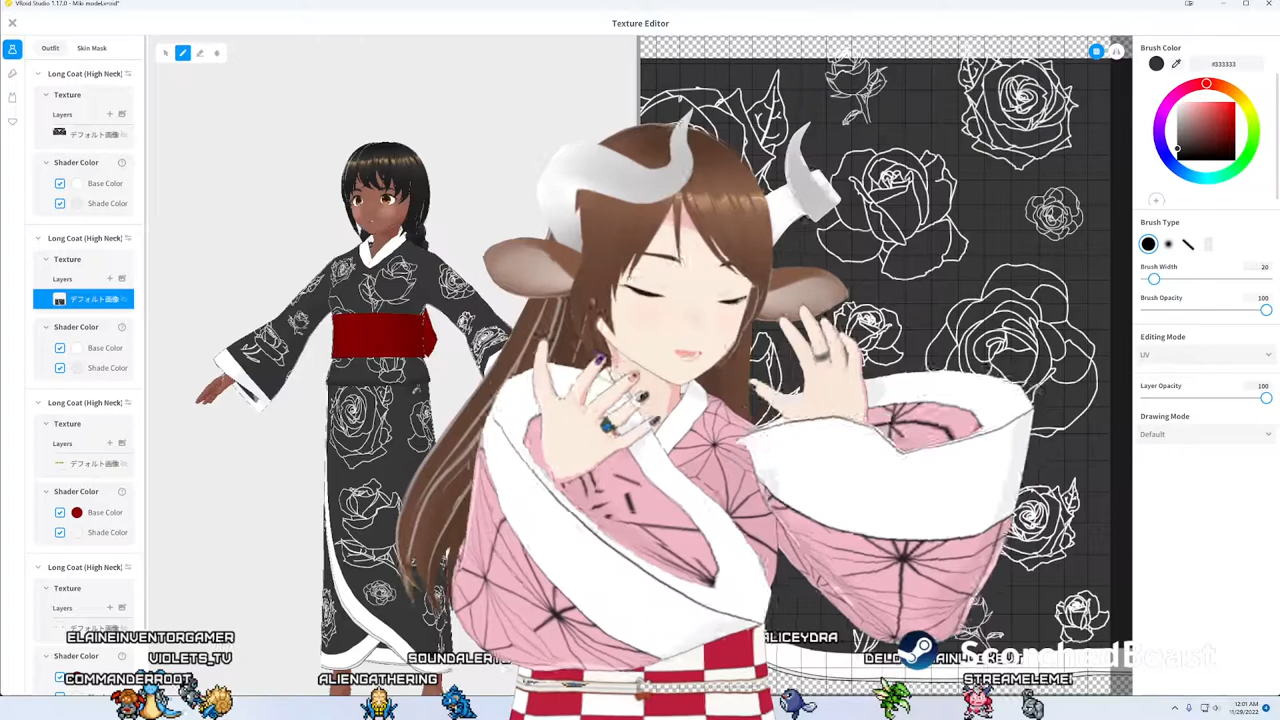 VRoid Studio 1.17.0 - Miki model.vroid*
Texture Editor
Outfit
Skin Mask
Long Coat (High Neck)
Texture
Layers
デフォルト画像
Shader Color
Base Color
Shade Color
Long Coat (High Neck)
Texture
Layers
デフォルト画像
Shader Color
Base Color
Shade Color
Long Coat (High Neck)
Texture
Layers
デフォルト画像
Shader Color
Base Color
Shade Color
Long Coat (High Neck)
Texture
Layers
Shader Color
Brush Color
#333333
Brush Type
Brush Width
20
Brush Opacity
100
Editing Mode
UV
Layer Opacity
100
Drawing Mode
Default
ELAINEINVENTORGAMER
VIOLETS_TV
COMMANDERROOT
SOUNDALERTS
ALIENGATHERING
ALICEYDRA
STREAMELEMEN
12:01 AM
11/29/2022